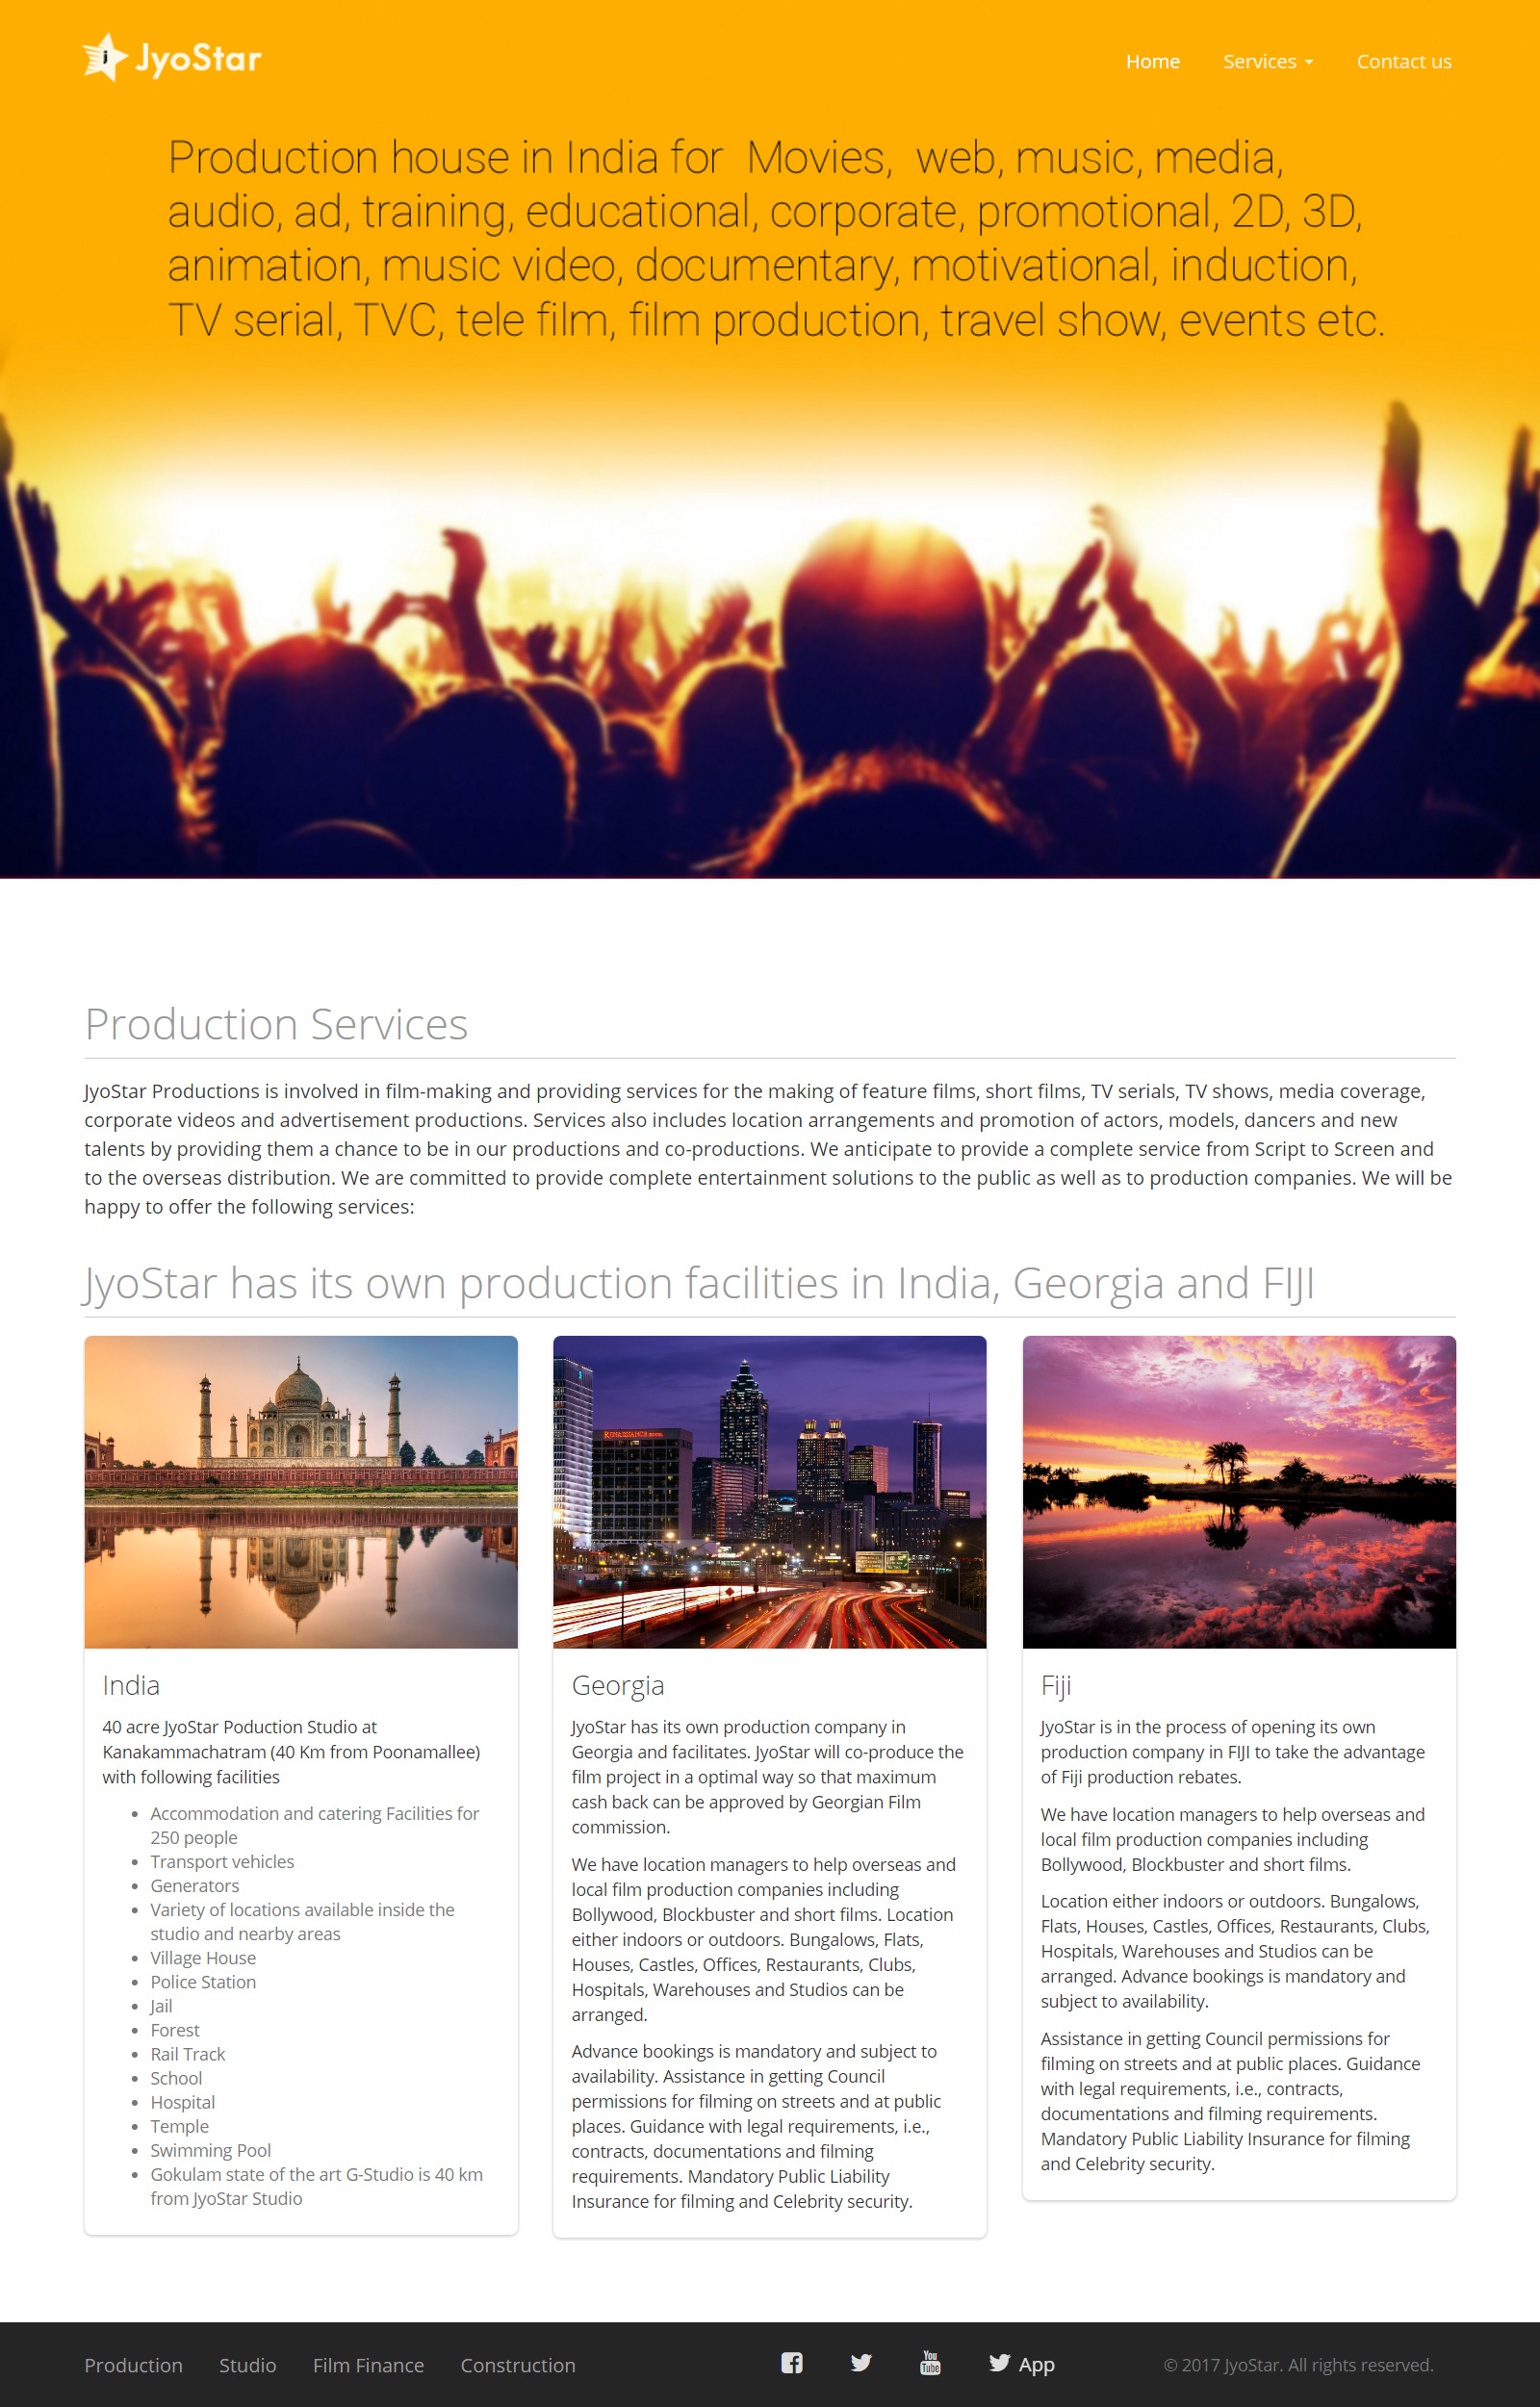 j JyoStar
Home Services Contact us
Production house in India for Movies, web, music, media,
audio, ad, training, educational, corporate, promotional, 2D, 3D,
animation, music video, documentary, motivational, induction,
TV serial, TVC, tele film, film production, travel show, events etc.
Production Services
JyoStar Productions is involved in film-making and providing services for the making of feature films, short films, TV serials, TV shows, media coverage,
corporate videos and advertisement productions. Services also includes location arrangements and promotion of actors, models, dancers and new
talents by providing them a chance to be in our productions and co-productions. We anticipate to provide a complete service from Script to Screen and
to the overseas distribution. We are committed to provide complete entertainment solutions to the public as well as to production companies. We will be
happy to offer the following services:
JyoStar has its own production facilities in India, Georgia and FIJI
RENAISSANCE HOTEL
India
40 acre JyoStar Poduction Studio at
Kanakammachatram (40 Km from Poonamallee)
with following facilities
Accommodation and catering Facilities for
250 people
Transport vehicles
Generators
Variety of locations available inside the
studio and nearby areas
Village House
Police Station
Jail
Forest
Rail Track
School
Hospital
Temple
Swimming Pool
Gokulam state of the art G-Studio is 40 km
from JyoStar Studio
Georgia
JyoStar has its own production company in
Georgia and facilitates. JyoStar will co-produce the
film project in a optimal way so that maximum
cash back can be approved by Georgian Film
commission.
We have location managers to help overseas and
local film production companies including
Bollywood, Blockbuster and short films. Location
either indoors or outdoors. Bungalows, Flats,
Houses, Castles, Offices, Restaurants, Clubs,
Hospitals, Warehouses and Studios can be
arranged.
Advance bookings is mandatory and subject to
availability. Assistance in getting Council
permissions for filming on streets and at public
places. Guidance with legal requirements, i.e.,
contracts, documentations and filming
requirements. Mandatory Public Liability
Insurance for filming and Celebrity security.
Fiji
JyoStar is in the process of opening its own
production company in FIJI to take the advantage
of Fiji production rebates.
We have location managers to help overseas and
local film production companies including
Bollywood, Blockbuster and short films.
Location either indoors or outdoors. Bungalows,
Flats, Houses, Castles, Offices, Restaurants, Clubs,
Hospitals, Warehouses and Studios can be
arranged. Advance bookings is mandatory and
subject to availability.
Assistance in getting Council permissions for
filming on streets and at public places. Guidance
with legal requirements, i.e., contracts,
documentations and filming requirements.
Mandatory Public Liability Insurance for filming
and Celebrity security.
Production Studio Film Finance Construction You Tube App © 2017 JyoStar. All rights reserved.